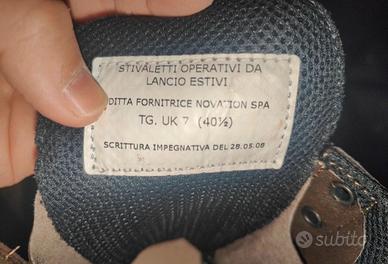 STIVALETTI OPERATIVI DA
LANCIO ESTIVI
DITTA FORNITRICE NOVATION SPA
TG. UK 7 (40½)
SCRITTURA IMPEGNATIVA DEL 28.05.08
subito